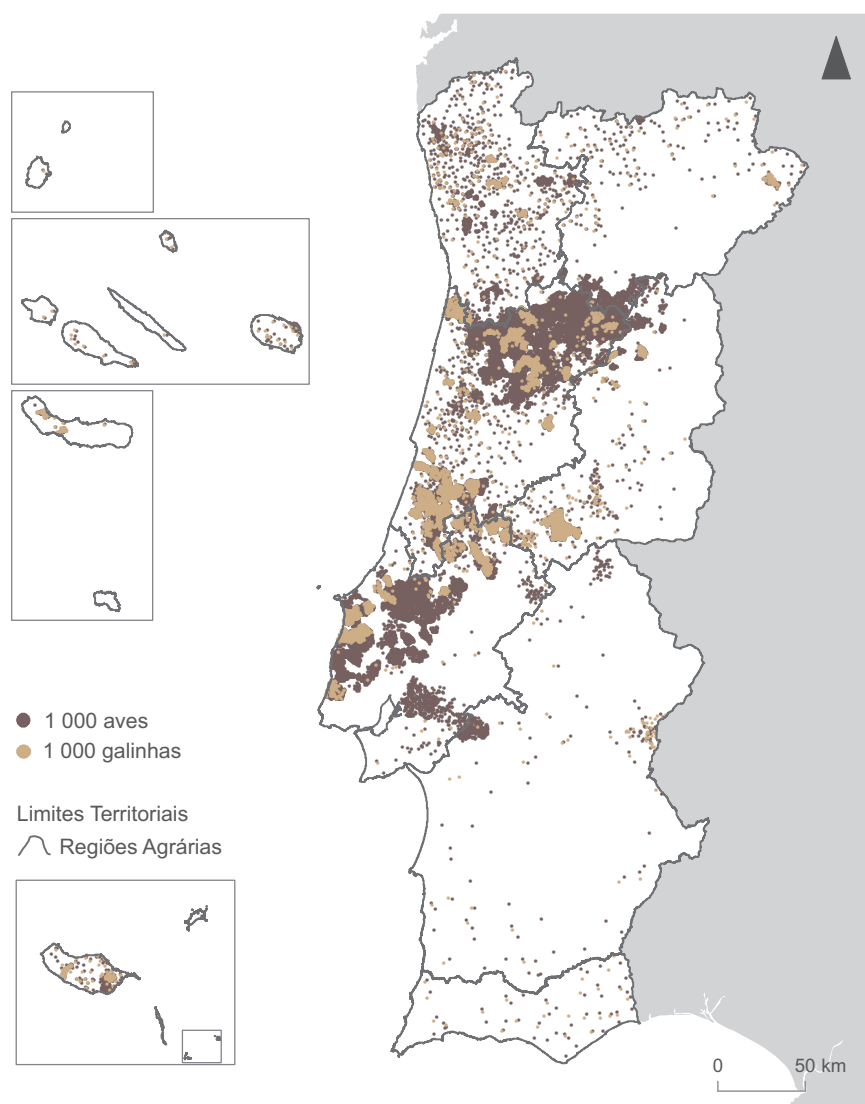 1 000 aves
1 000 galinhas
Limites Territoriais
Regiões Agrárias
0 50 km